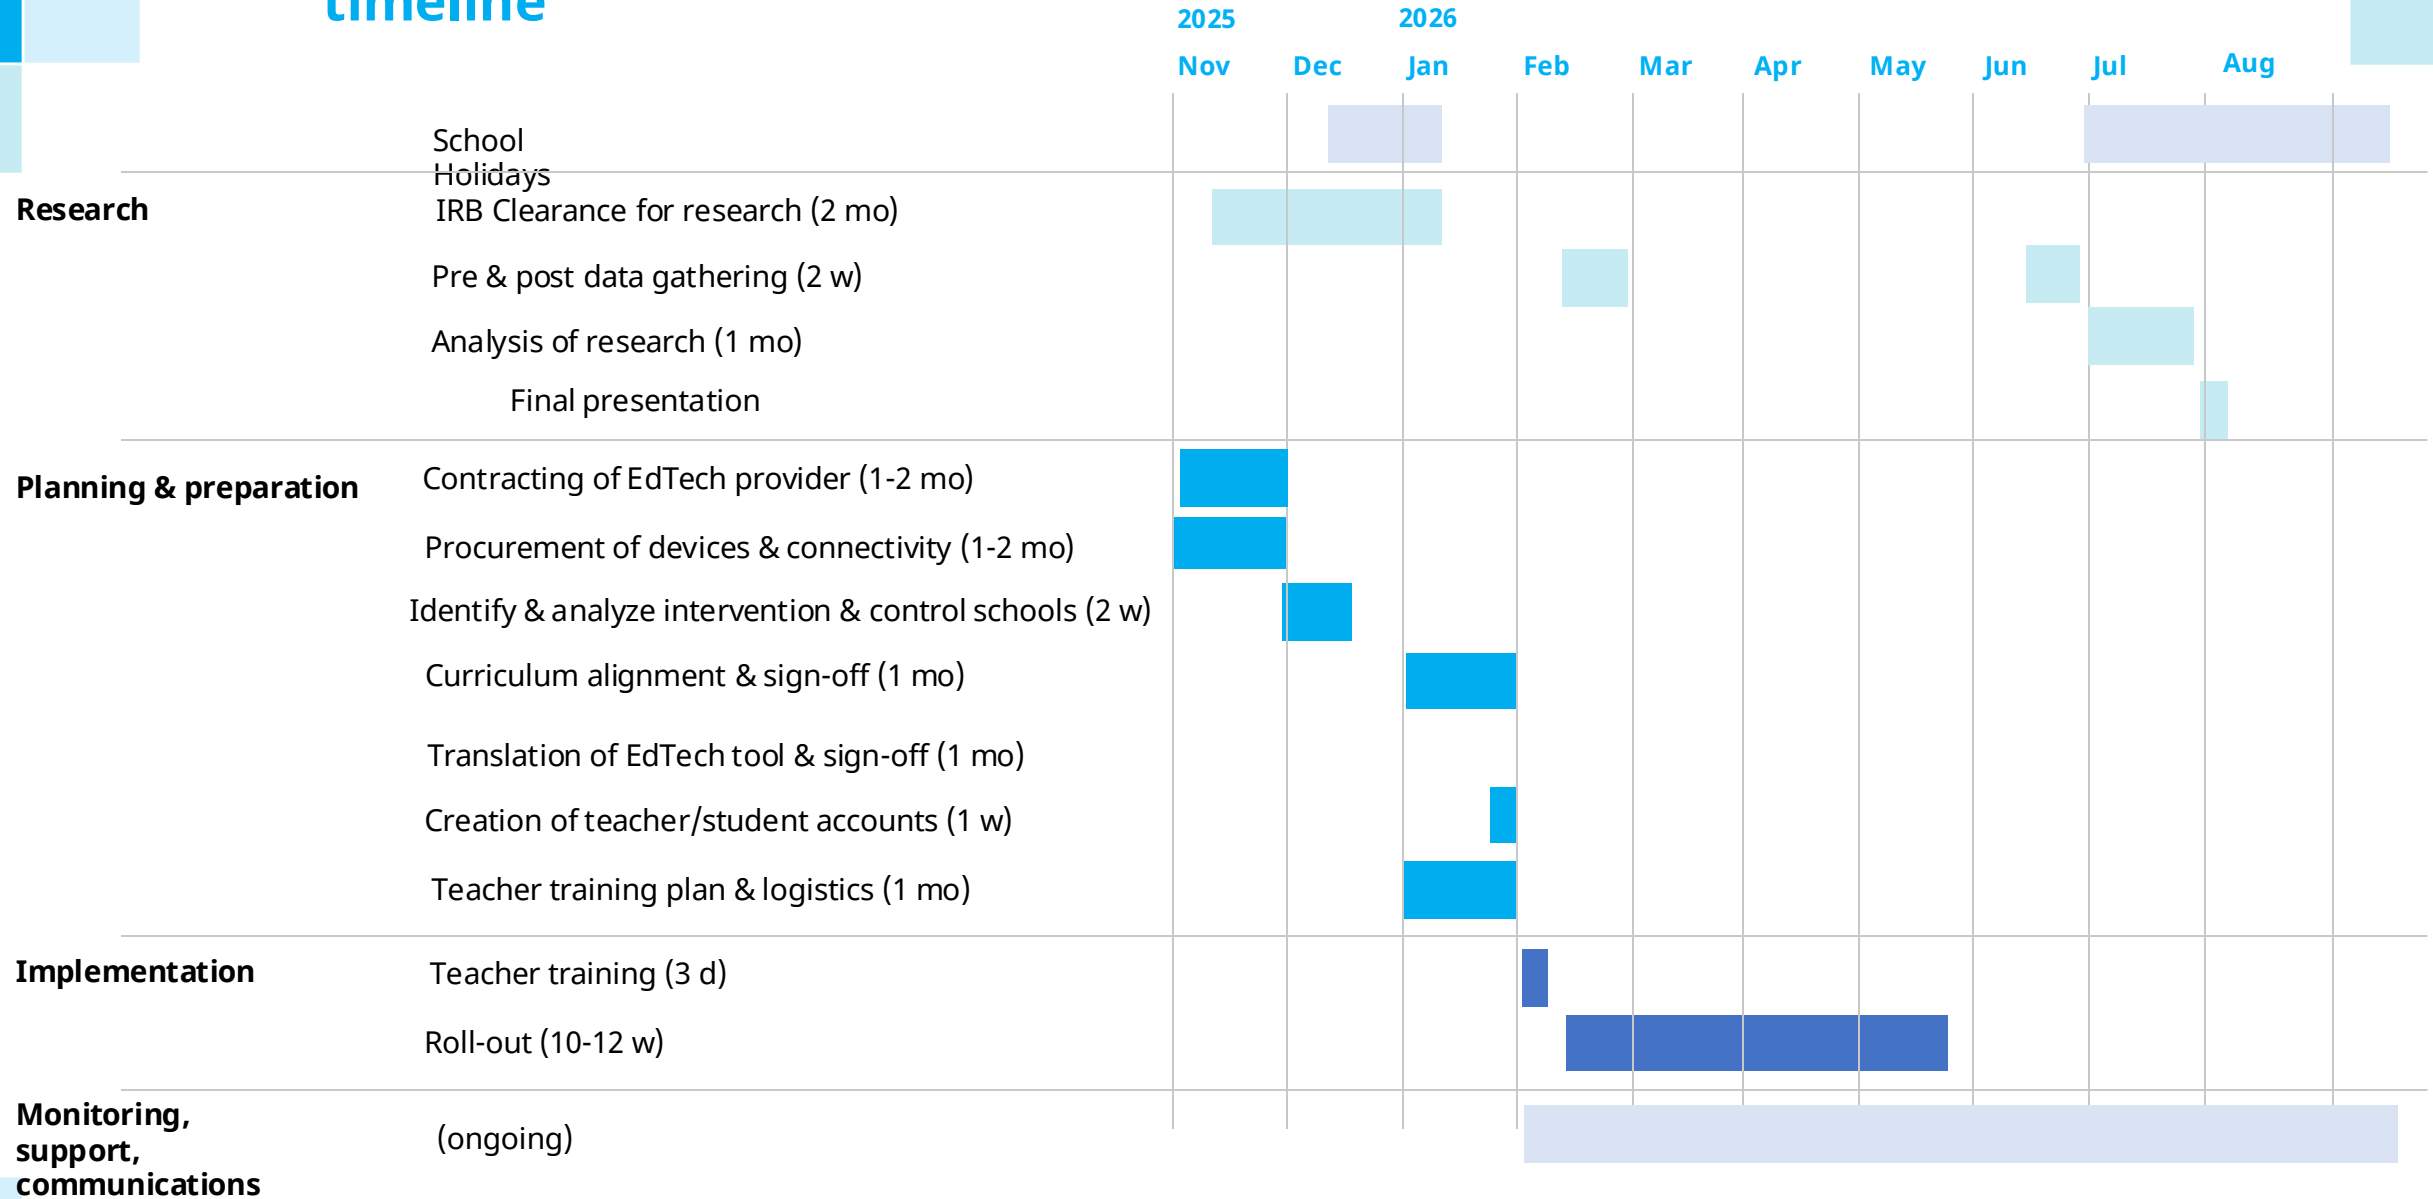 timeline
2025 2026
Nov Dec Jan Feb Mar Apr May Jun Jul Aug
School
Holidays
Research
IRB Clearance for research (2 mo)
Pre & post data gathering (2 w)
Analysis of research (1 mo)
Final presentation
Planning & preparation
Contracting of EdTech provider (1-2 mo)
Procurement of devices & connectivity (1-2 mo)
Identify & analyze intervention & control schools (2 w)
Curriculum alignment & sign-off (1 mo)
Translation of EdTech tool & sign-off (1 mo)
Creation of teacher/student accounts (1 w)
Teacher training plan & logistics (1 mo)
Implementation
Teacher training (3 d)
Roll-out (10-12 w)
Monitoring,
support,
communications
(ongoing)